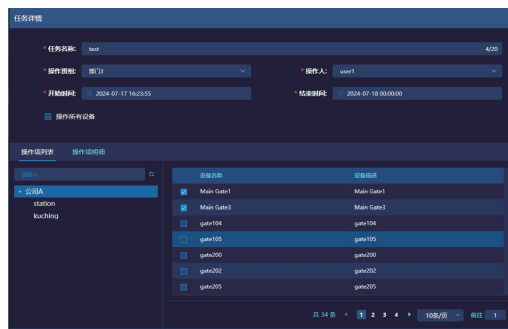 任务详情
* 任务名称: test 4/20
* 操作班组: 部门3 * 操作人: user1
* 开始时间: 2024-07-17 16:23:55 * 结束时间: 2024-07-18 00:00:00
操作所有设备
操作项列表 操作项明细
请输入...
设备名称 设备描述
公司A
station
kuching
Main Gate1 Main Gate1
Main Gate3 Main Gate3
gate104 gate104
gate105 gate105
gate200 gate200
gate202 gate202
gate205 gate205
共 34 条 1 2 3 4 10条/页 前往 1